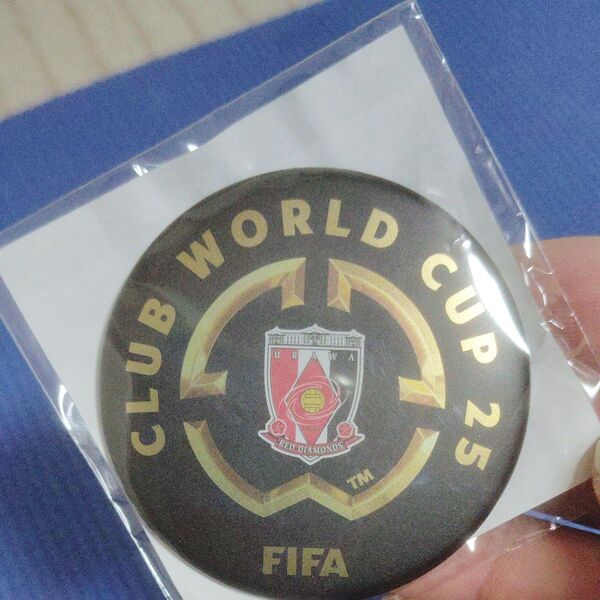 CLUB WORLD CUP 25
URAWA
RED DIAMONDS
TM
FIFA